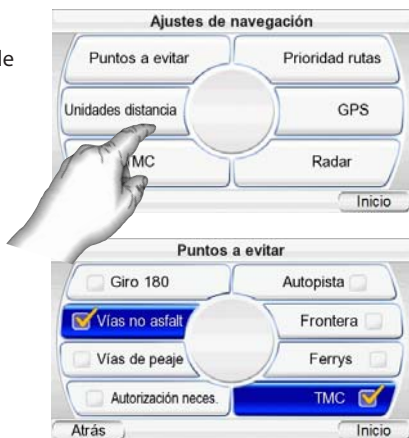 Ajustes de navegación
le
Puntos a evitar
Prioridad rutas
Unidades distancia
GPS
TMC
Radar
Inicio
Puntos a evitar
Giro 180
Autopista
Vías no asfalt
Frontera
Vías de peaje
Ferrys
Autorización neces.
TMC
Atrás
Inicio